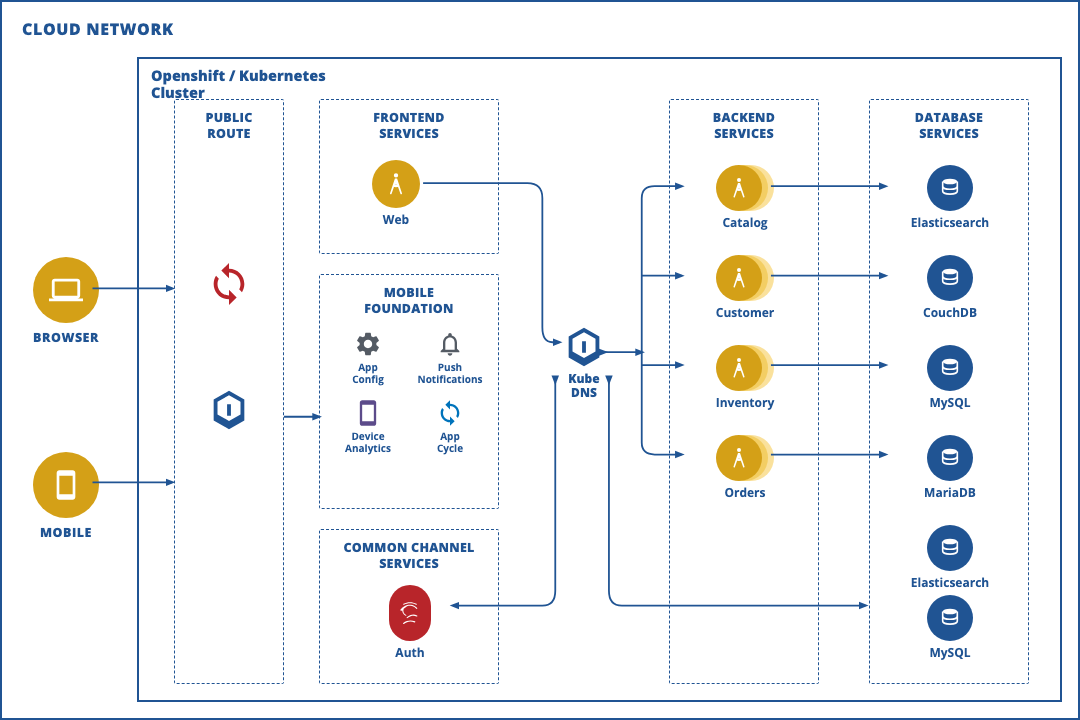 CLOUD NETWORK
Openshift / Kubernetes
Cluster
PUBLIC
ROUTE
FRONTEND
SERVICES
Web
BACKEND
SERVICES
Catalog
Customer
Inventory
Orders
DATABASE
SERVICES
Elasticsearch
CouchDB
MySQL
MariaDB
Elasticsearch
MySQL
BROWSER
MOBILE
MOBILE
FOUNDATION
App
Config
Push
Notifications
Device
Analytics
App
Cycle
Kube
DNS
COMMON CHANNEL
SERVICES
Auth